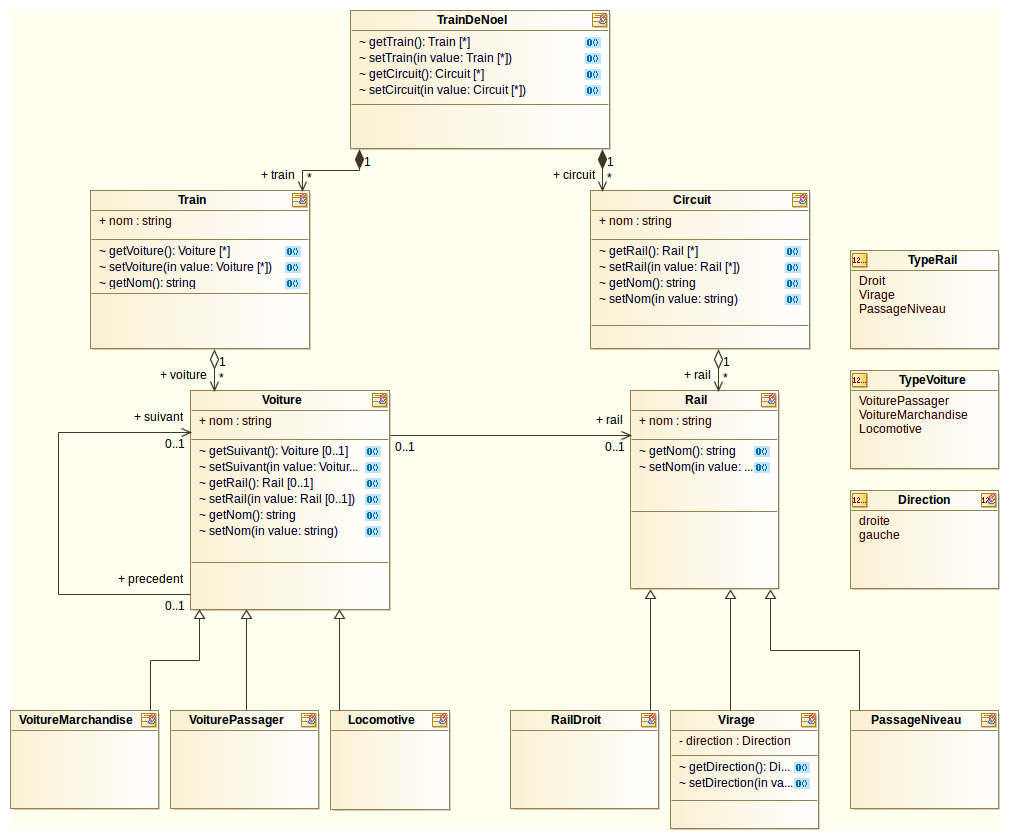 TrainDeNoel
~ getTrain(): Train [*]
~ setTrain(in value: Train [*])
~ getCircuit(): Circuit [*]
~ setCircuit(in value: Circuit [*])
1
+ train
*
1
+ circuit
*
Train
+ nom : string
~ getVoiture(): Voiture [*]
~ setVoiture(in value: Voiture [*])
~ getNom(): string
Circuit
+ nom : string
~ getRail(): Rail [*]
~ setRail(in value: Rail [*])
~ getNom(): string
~ setNom(in value: string)
TypeRail
Droit
Virage
PassageNiveau
1
+ voiture
*
1
+ rail
*
TypeVoiture
VoiturePassager
VoitureMarchandise
Locomotive
Voiture
+ nom : string
~ getSuivant(): Voiture [0..1]
~ setSuivant(in value: Voitur...
~ getRail(): Rail [0..1]
~ setRail(in value: Rail [0..1])
~ getNom(): string
~ setNom(in value: string)
+ suivant
0..1
+ precedent
0..1
0..1
+ rail
0..1
Rail
+ nom : string
~ getNom(): string
~ setNom(in value: ...
Direction
droite
gauche
VoitureMarchandise
VoiturePassager
Locomotive
RailDroit
Virage
- direction : Direction
~ getDirection(): Di...
~ setDirection(in va...
PassageNiveau